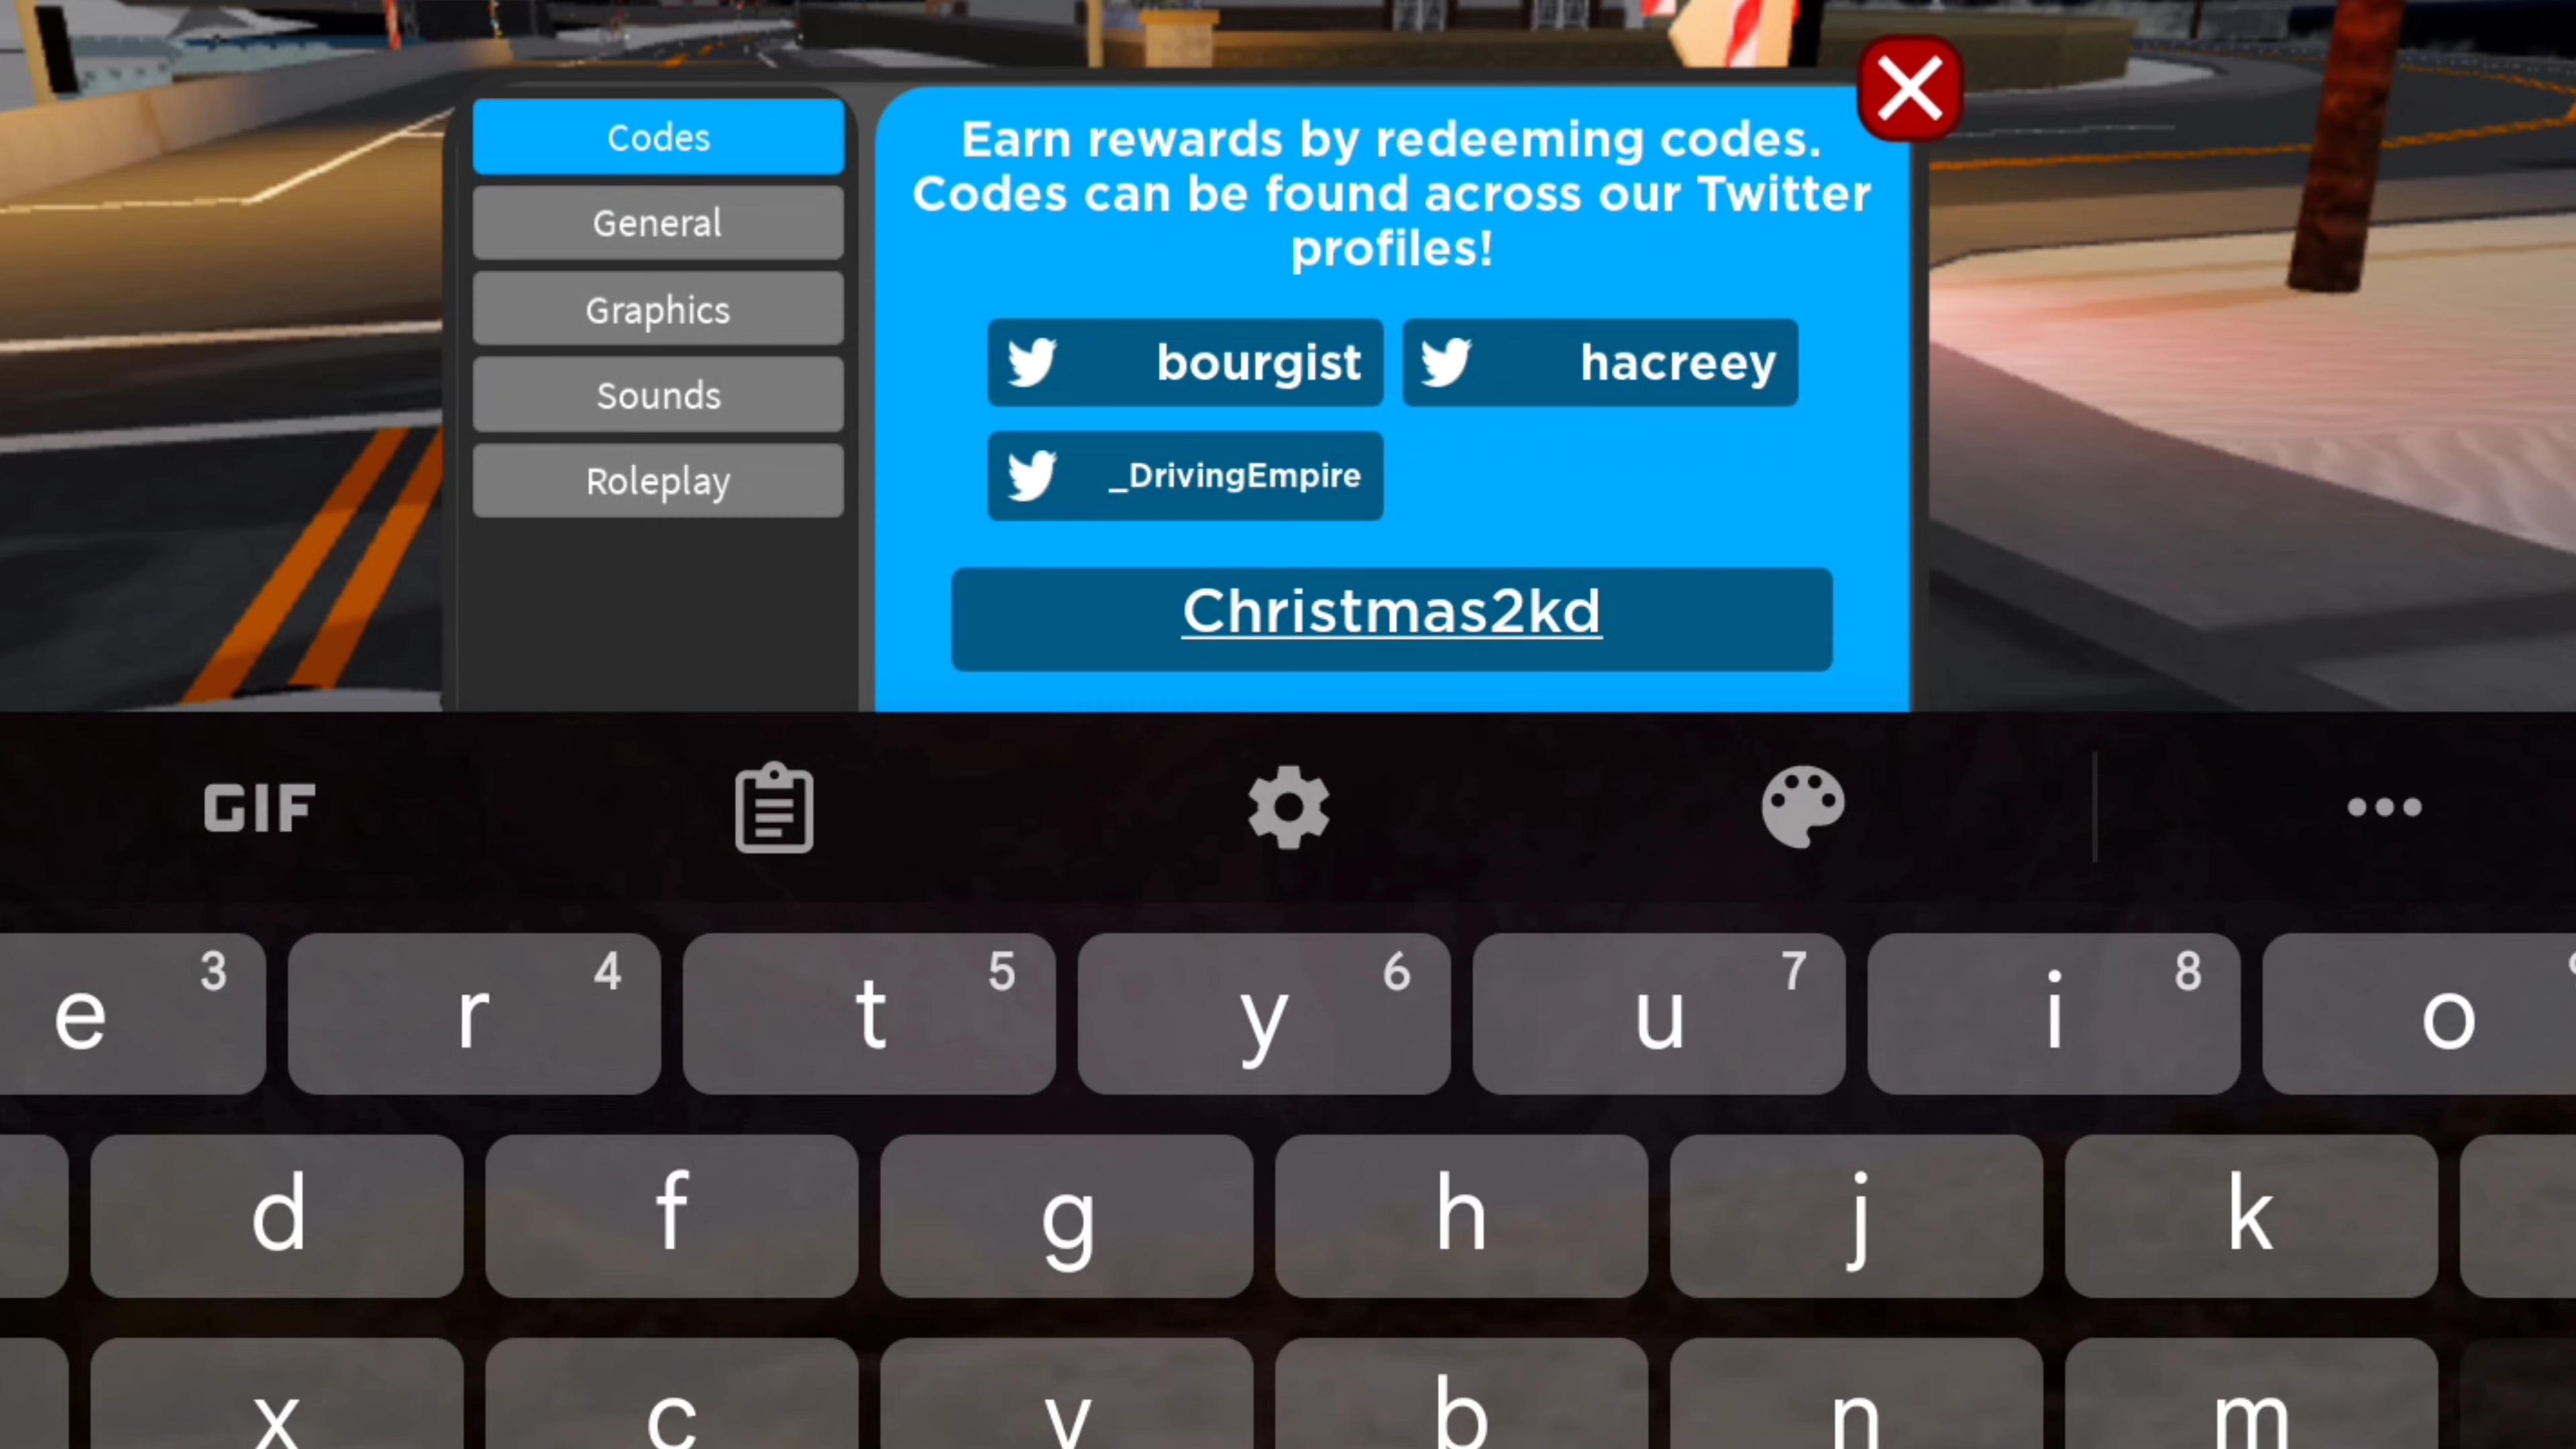 Codes
General
Graphics
Sounds
Roleplay
Earn rewards by redeeming codes.
Codes can be found across our Twitter
profiles!
bourgist
hacreey
_DrivingEmpire
Christmas2kd
GIF
e 3 r 4 t 5 y 6 u 7 i 8 o
d f g h j k
x c v b n m